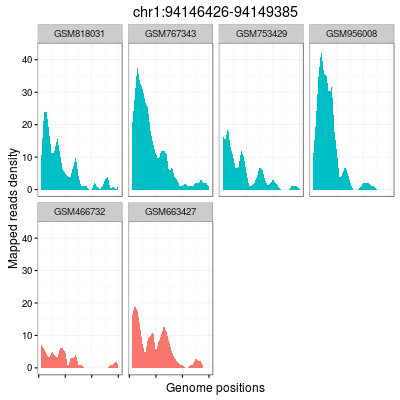 chr1:94146426-94149385
GSM818031 GSM767343 GSM753429 GSM956008
40
30
20
10
0
GSM466732 GSM663427
40
30
20
10
0
Mapped reads density
Genome positions